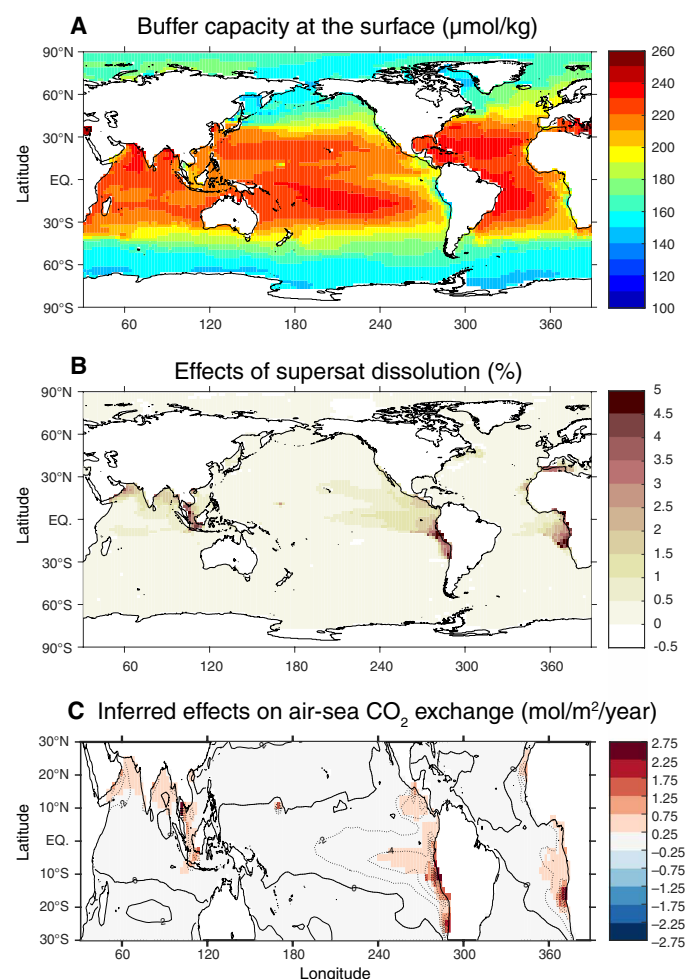 A Buffer capacity at the surface (µmol/kg)
90°N
60°N
30°N
EQ.
30°S
60°S
90°S
Latitude
60 120 180 240 300 360
260
240
220
200
180
160
140
120
100
B Effects of supersat dissolution (%)
90°N
60°N
30°N
EQ.
30°S
60°S
90°S
Latitude
60 120 180 240 300 360
5
4.5
4
3.5
3
2.5
2
1.5
1
0.5
0
-0.5
C Inferred effects on air-sea CO₂ exchange (mol/m²/year)
30°N
20°N
10°N
EQ.
10°S
20°S
30°S
Latitude
60 120 180 240 300 360
Longitude
2.75
2.25
1.75
1.25
0.75
0.25
−0.25
−0.75
−1.25
−1.75
−2.25
−2.75